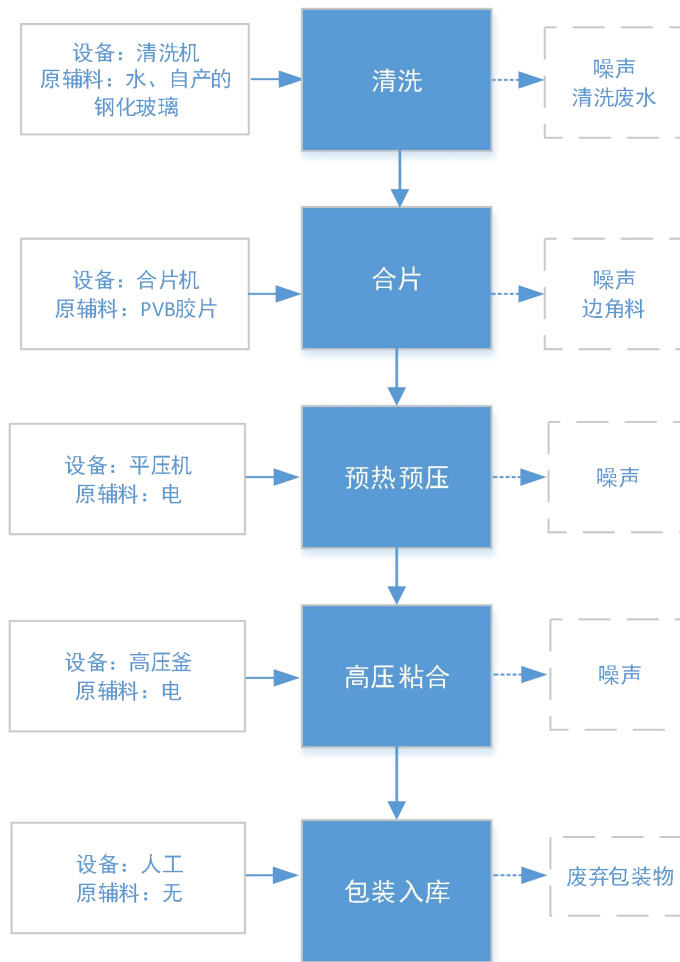 设备：清洗机
原辅料：水、自产的
钢化玻璃
清洗
噪声
清洗废水
设备：合片机
原辅料：PVB胶片
合片
噪声
边角料
设备：平压机
原辅料：电
预热预压
噪声
设备：高压釜
原辅料：电
高压粘合
噪声
设备：人工
原辅料：无
包装入库
废弃包装物